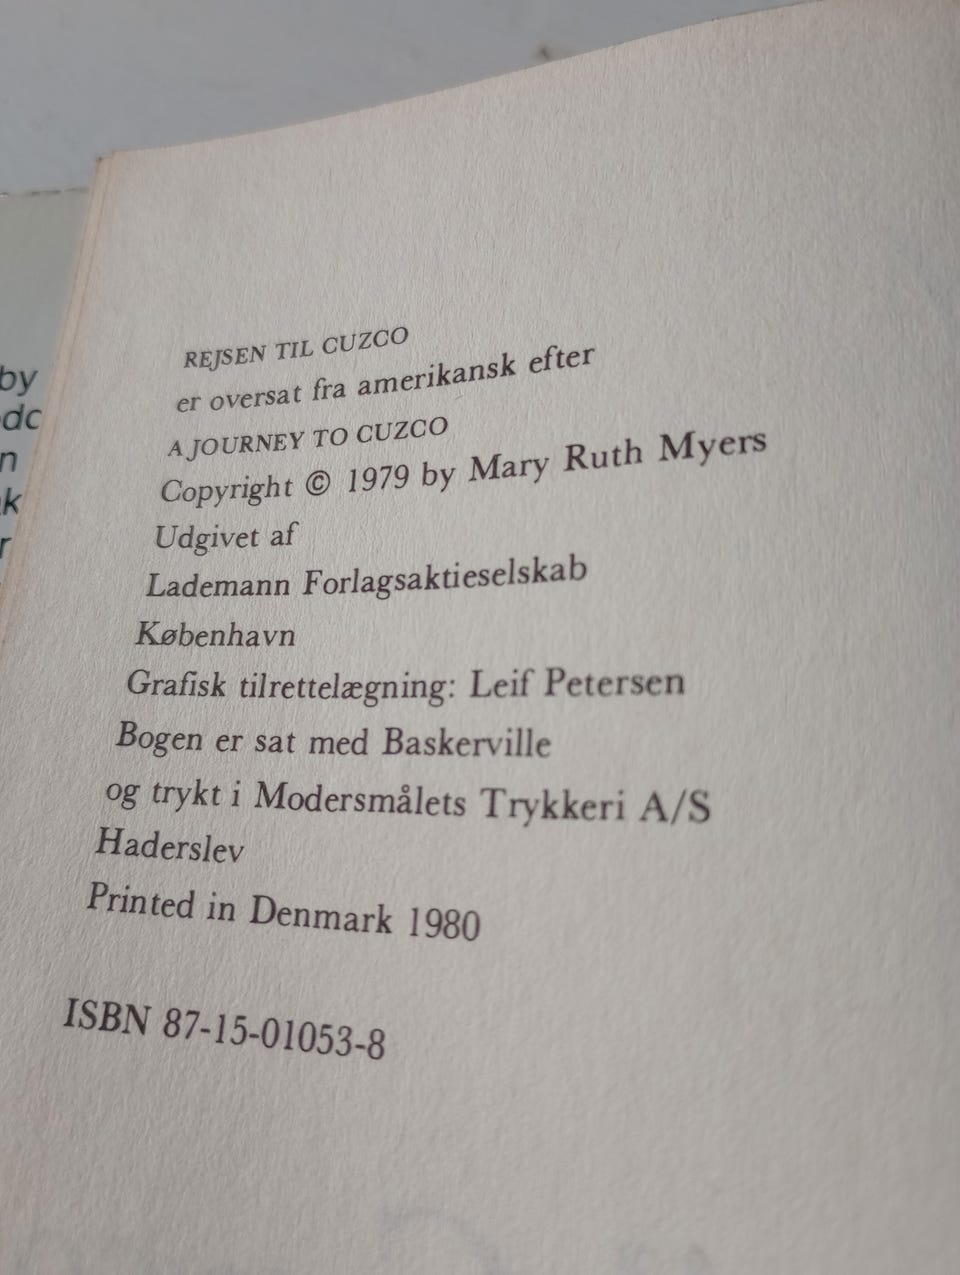 REJSEN TIL CUZCO
er oversat fra amerikansk efter
A JOURNEY TO CUZCO
Copyright © 1979 by Mary Ruth Myers
Udgivet af
Lademann Forlagsaktieselskab
København
Grafisk tilrettelægning: Leif Petersen
Bogen er sat med Baskerville
og trykt i Modersmålets Trykkeri A/S
Haderslev
Printed in Denmark 1980
ISBN 87-15-01053-8
by